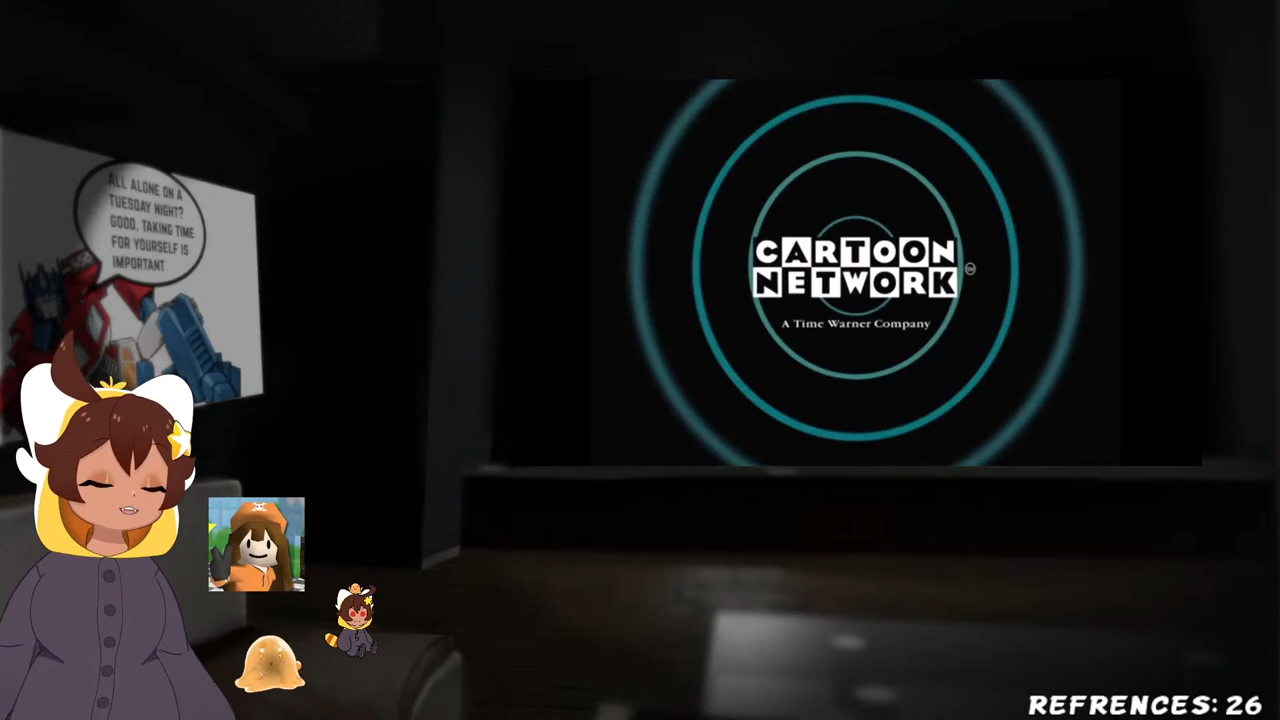 ALL ALONE ON A
TUESDAY NIGHT?
GOOD, TAKING TIME
FOR YOURSELF IS
IMPORTANT
CARTOON
NETWORK
SM
A Time Warner Company
REFRENCES: 26